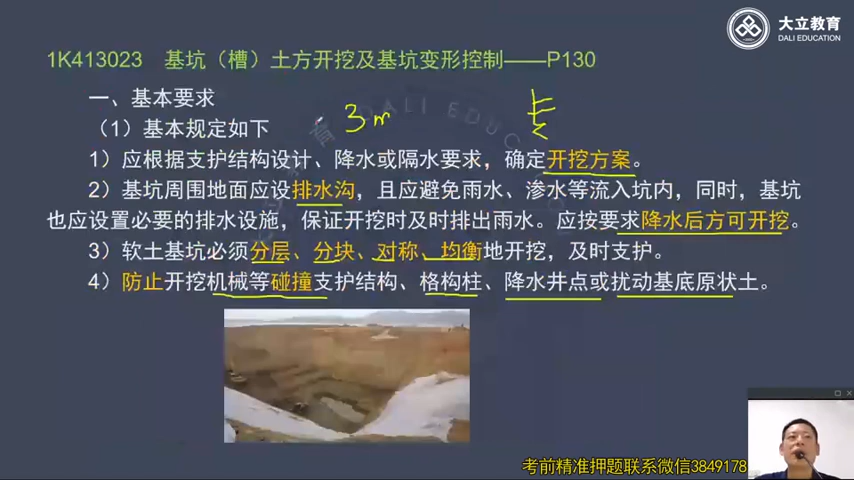 大立教育
DALI EDUCATION
1K413023 基坑（槽）土方开挖及基坑变形控制——P130
一、基本要求
（1）基本规定如下
3m
1）应根据支护结构设计、降水或隔水要求，确定开挖方案。
2）基坑周围地面应设排水沟，且应避免雨水、渗水等流入坑内，同时，基坑
也应设置必要的排水设施，保证开挖时及时排出雨水。应按要求降水后方可开挖。
3）软土基坑必须分层、分块、对称、均衡地开挖，及时支护。
4）防止开挖机械等碰撞支护结构、格构柱、降水井点或扰动基底原状土。
考前精准押题联系微信3849178